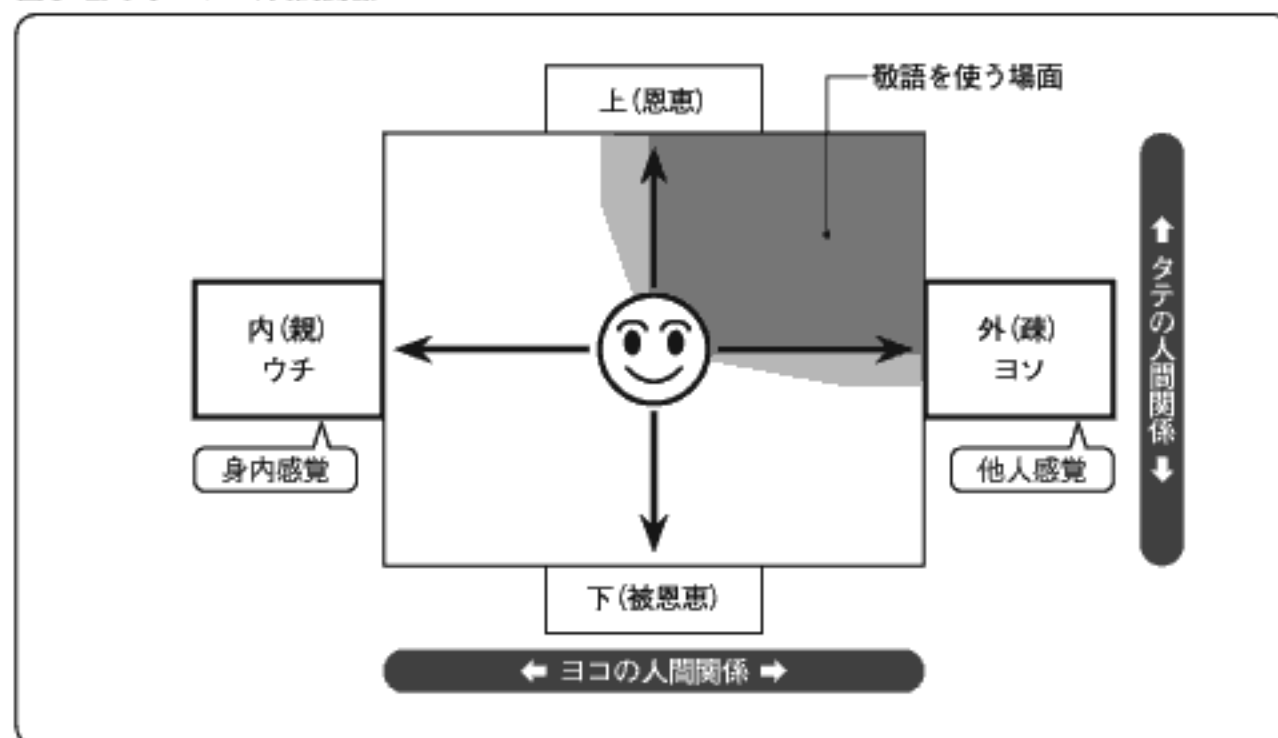 上(恩恵)
敬語を使う場面
内(親)
ウチ
外(疎)
ヨソ
身内感覚
他人感覚
⬆ タテの人間関係 ⬇
下(被恩恵)
⬅ ヨコの人間関係 ➡